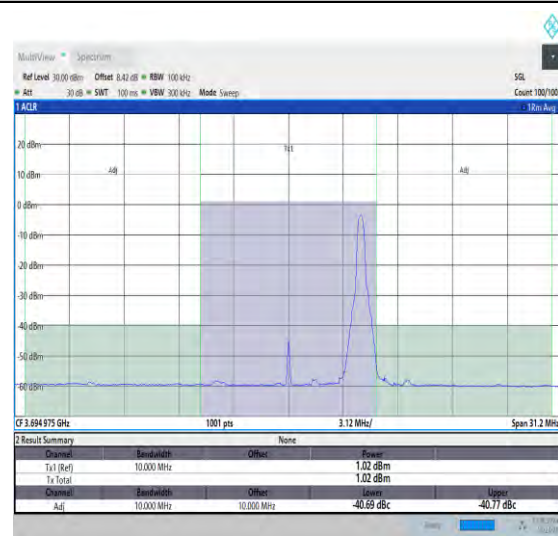 MultiView Spectrum
Ref Level 30.00 dBm Offset 8.42 dB RBW 100 kHz SGL
Att 30 dB SWT 100 ms VBW 300 kHz Mode Sweep Count 100/100
1 ACLR 1Rm Avg
20 dBm
Tx1
10 dBm Adj Adj
0 dBm
-10 dBm
-20 dBm
-30 dBm
-40 dBm
-50 dBm
-60 dBm
CF 3.694 975 GHz 1001 pts 3.12 MHz/ Span 31.2 MHz
2 Result Summary None
Channel Bandwidth Offset Power
Tx1 (Ref) 10.000 MHz 1.02 dBm
Tx Total 1.02 dBm
Channel Bandwidth Offset Lower Upper
Adj 10.000 MHz 10.000 MHz -40.69 dBc -40.77 dBc
Ready